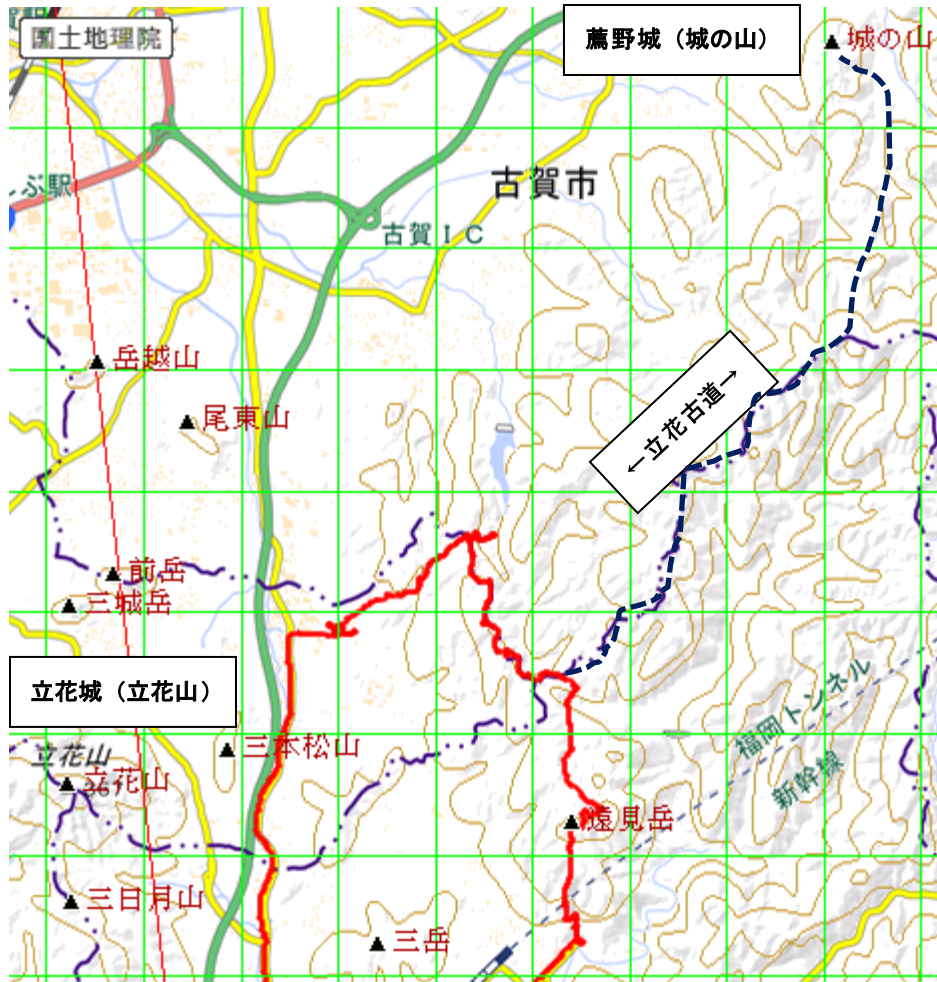 国土地理院
薦野城（城の山）
城の山
しぶ駅
古賀市
古賀ＩＣ
岳越山
尾東山
←立花古道→
前岳
三城岳
立花城（立花山）
福岡トンネル
新幹線
立花山
三本松山
立花山
367
遠見岳
三日月山
三岳